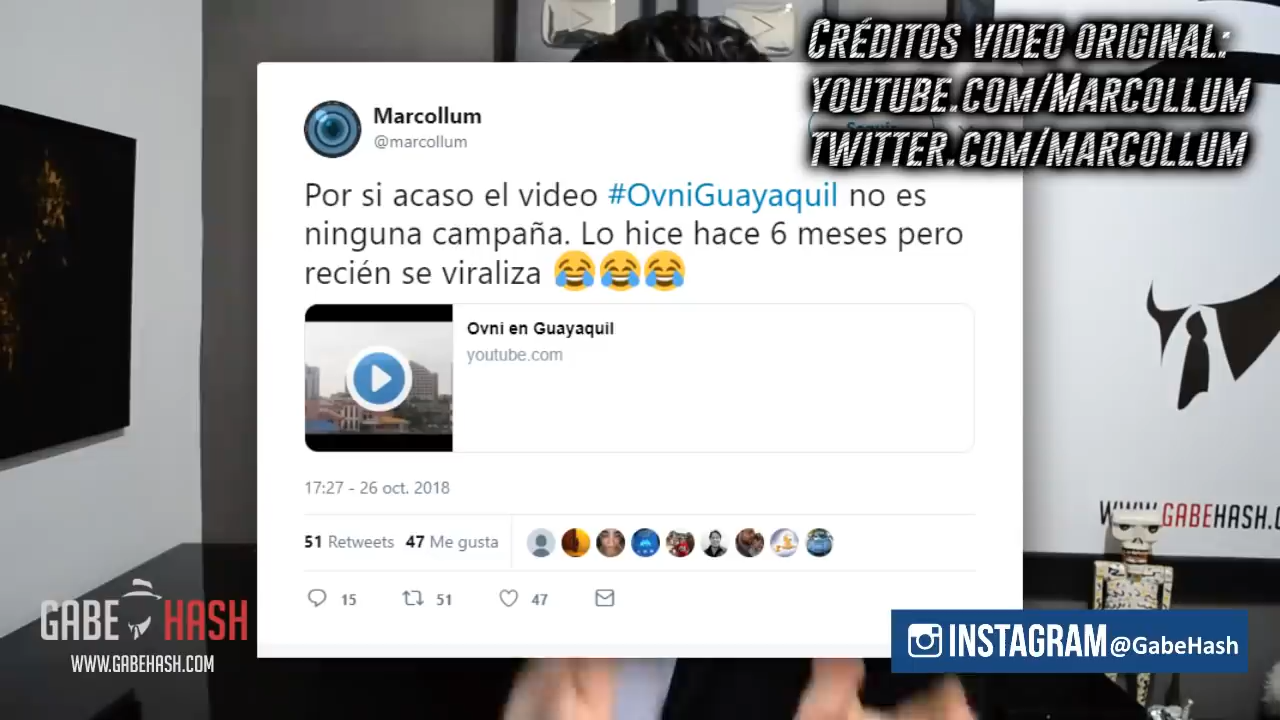 CRÉDITOS VIDEO ORIGINAL:
YOUTUBE.COM/MARCOLLUM
TWITTER.COM/MARCOLLUM
Marcollum
@marcollum
Por si acaso el video #OvniGuayaquil no es
ninguna campaña. Lo hice hace 6 meses pero
recién se viraliza 😂😂😂
Ovni en Guayaquil
youtube.com
17:27 - 26 oct. 2018
51 Retweets 47 Me gusta
15 51 47
WWW.GABEHASH.C
GABE HASH
WWW.GABEHASH.COM
INSTAGRAM @GabeHash